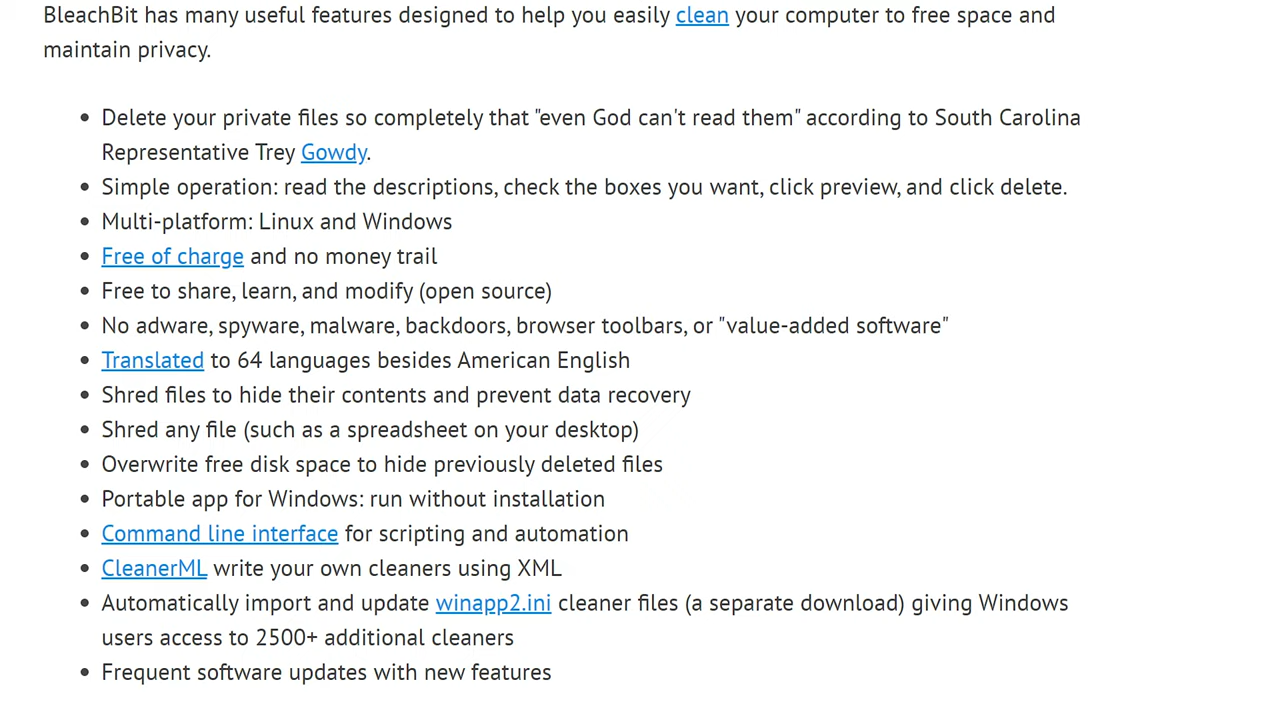 BleachBit has many useful features designed to help you easily clean your computer to free space and
maintain privacy.
• Delete your private files so completely that "even God can't read them" according to South Carolina
Representative Trey Gowdy.
• Simple operation: read the descriptions, check the boxes you want, click preview, and click delete.
• Multi-platform: Linux and Windows
• Free of charge and no money trail
• Free to share, learn, and modify (open source)
• No adware, spyware, malware, backdoors, browser toolbars, or "value-added software"
• Translated to 64 languages besides American English
• Shred files to hide their contents and prevent data recovery
• Shred any file (such as a spreadsheet on your desktop)
• Overwrite free disk space to hide previously deleted files
• Portable app for Windows: run without installation
• Command line interface for scripting and automation
• CleanerML write your own cleaners using XML
• Automatically import and update winapp2.ini cleaner files (a separate download) giving Windows
users access to 2500+ additional cleaners
• Frequent software updates with new features